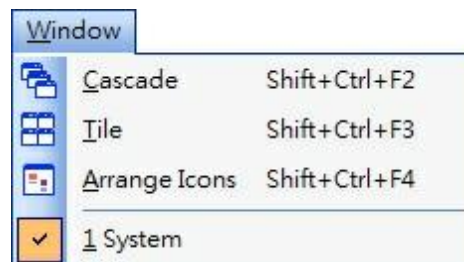 Window
Cascade Shift+Ctrl+F2
Tile Shift+Ctrl+F3
Arrange Icons Shift+Ctrl+F4
1 System